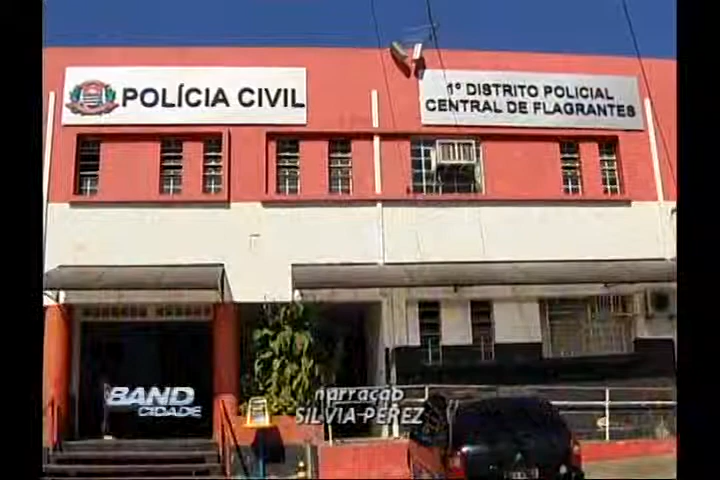 POLÍCIA CIVIL
1º DISTRITO POLICIAL
CENTRAL DE FLAGRANTES
BAND
CIDADE
narração
SILVIA PEREZ